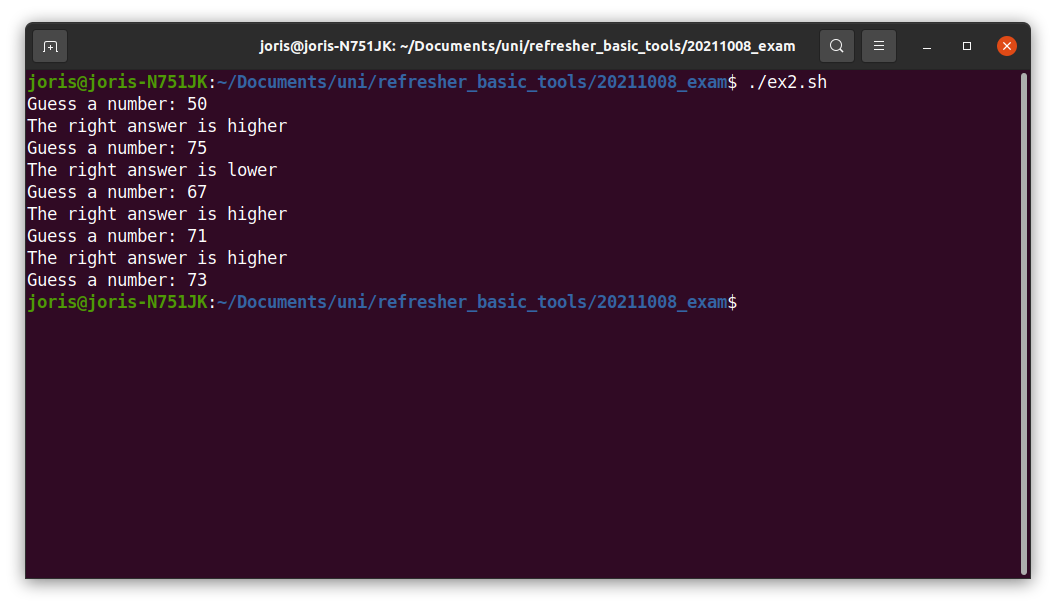 joris@joris-N751JK: ~/Documents/uni/refresher_basic_tools/20211008_exam
joris@joris-N751JK:~/Documents/uni/refresher_basic_tools/20211008_exam$ ./ex2.sh
Guess a number: 50
The right answer is higher
Guess a number: 75
The right answer is lower
Guess a number: 67
The right answer is higher
Guess a number: 71
The right answer is higher
Guess a number: 73
joris@joris-N751JK:~/Documents/uni/refresher_basic_tools/20211008_exam$